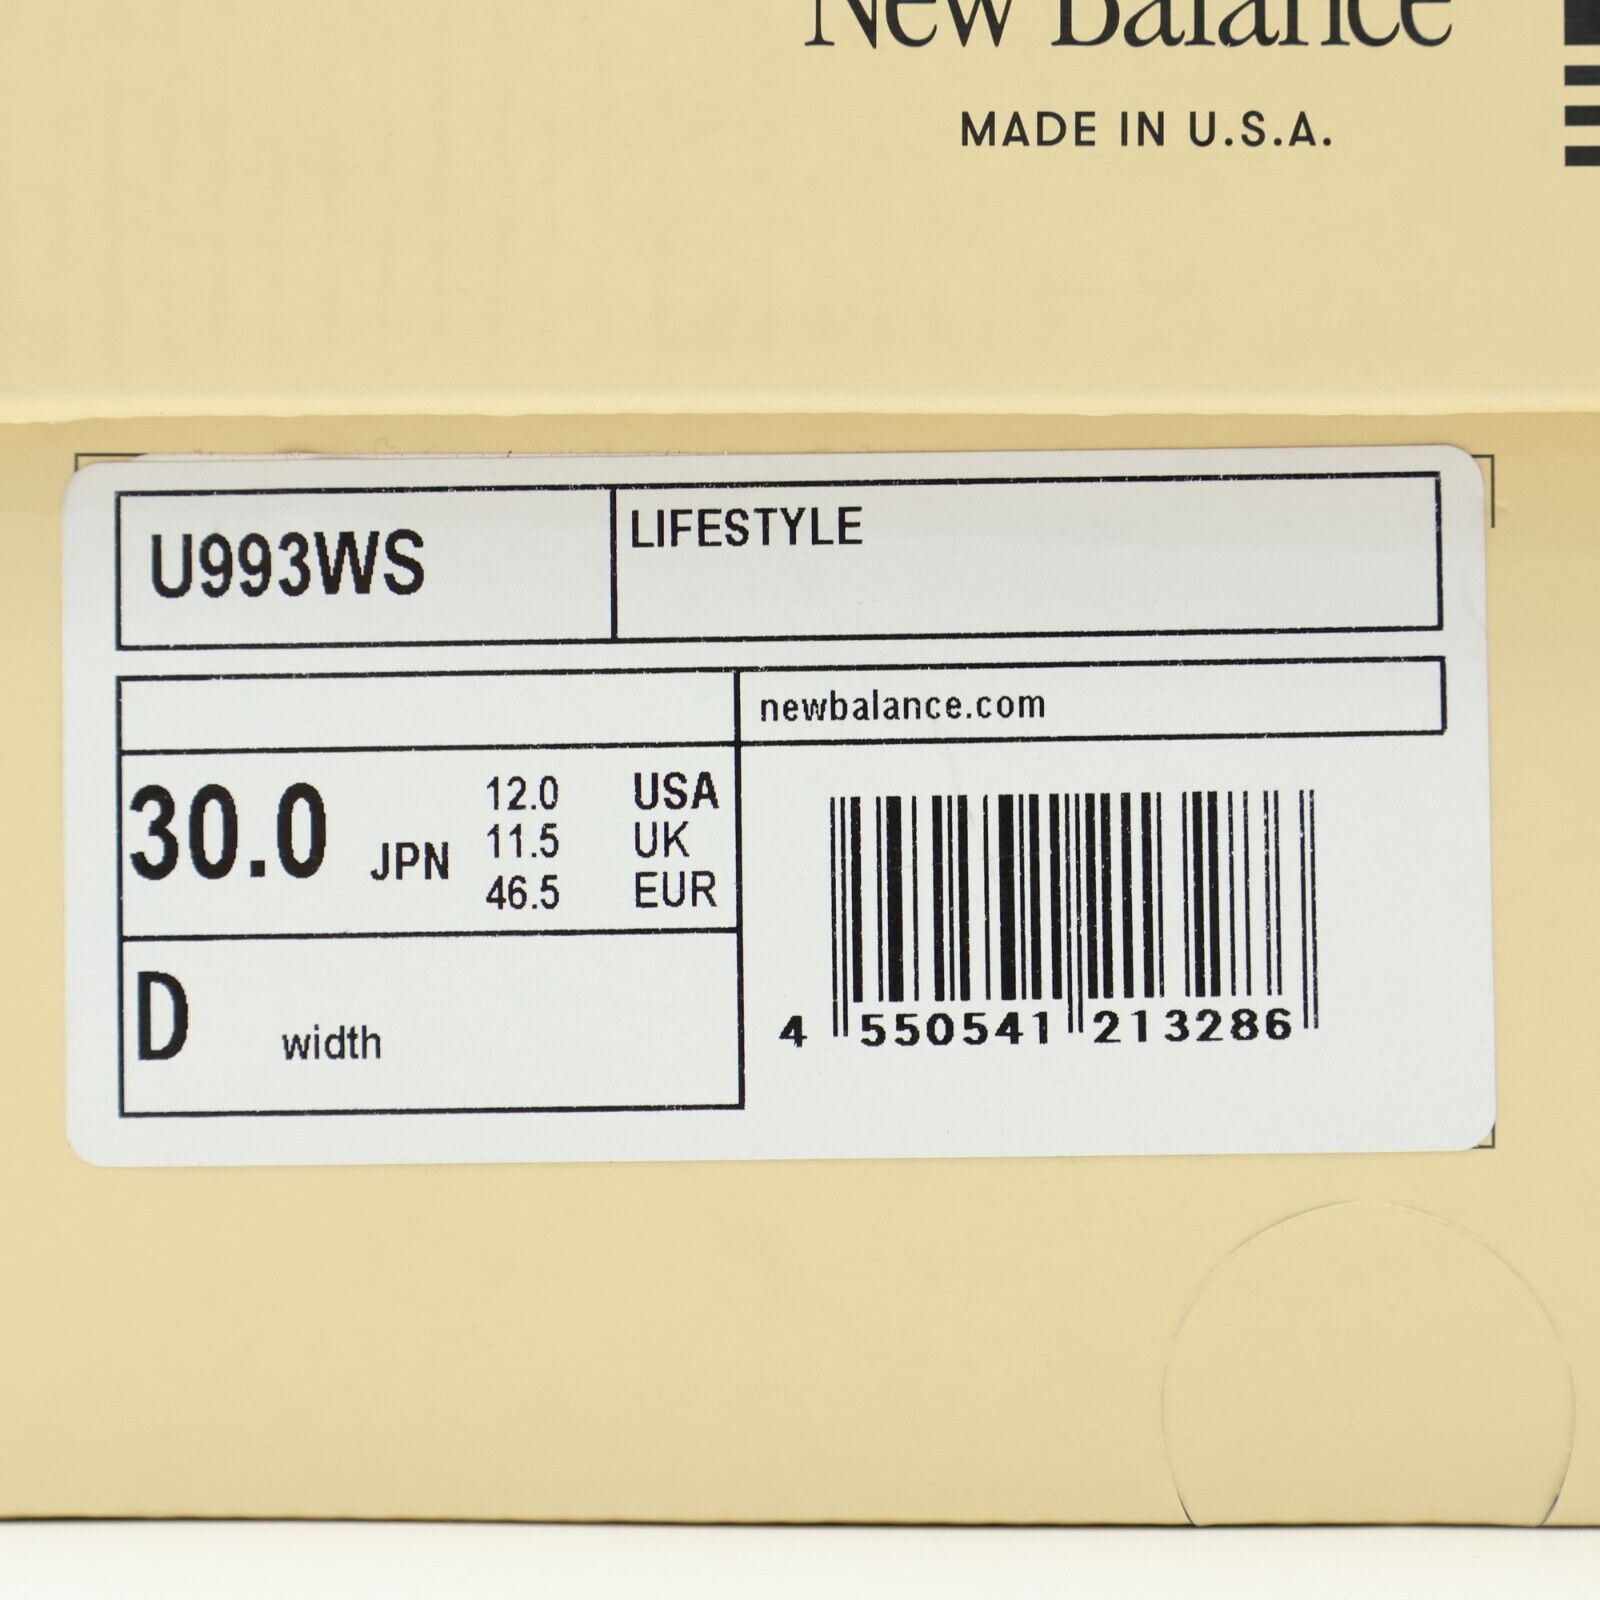 New Balance
MADE IN U.S.A.
U993WS
LIFESTYLE
newbalance.com
30.0 JPN
12.0 USA
11.5 UK
46.5 EUR
D width
4 550541 213286